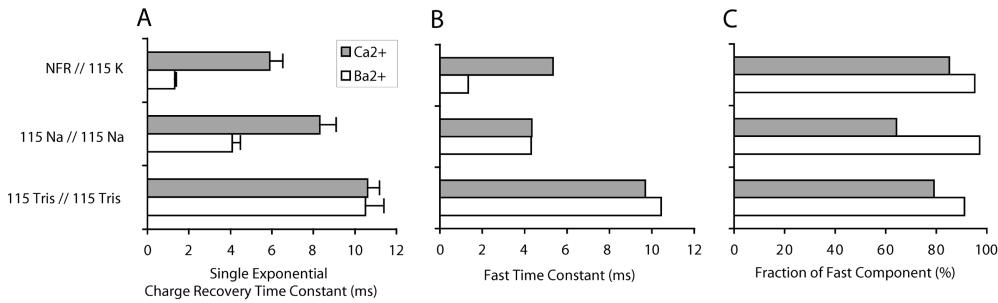 A
B
C
NFR // 115 K
115 Na // 115 Na
115 Tris // 115 Tris
Ca2+
Ba2+
0 2 4 6 8 10 12
Single Exponential
Charge Recovery Time Constant (ms)
0 2 4 6 8 10 12
Fast Time Constant (ms)
0 20 40 60 80 100
Fraction of Fast Component (%)